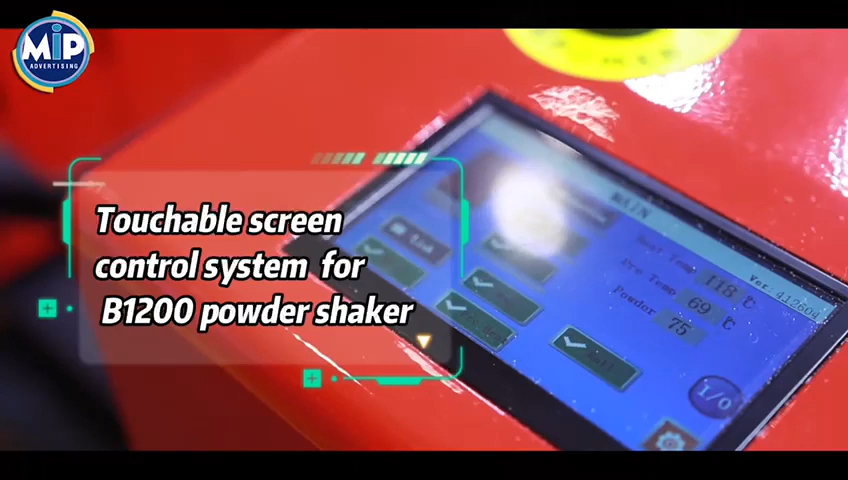 MiP
ADVERTISING
Touchable screen
control system for
B1200 powder shaker
MAIN
Heat Temp 118 ℃
Pre Temp 69 ℃
Powder 75
Ver: 412604
I/O